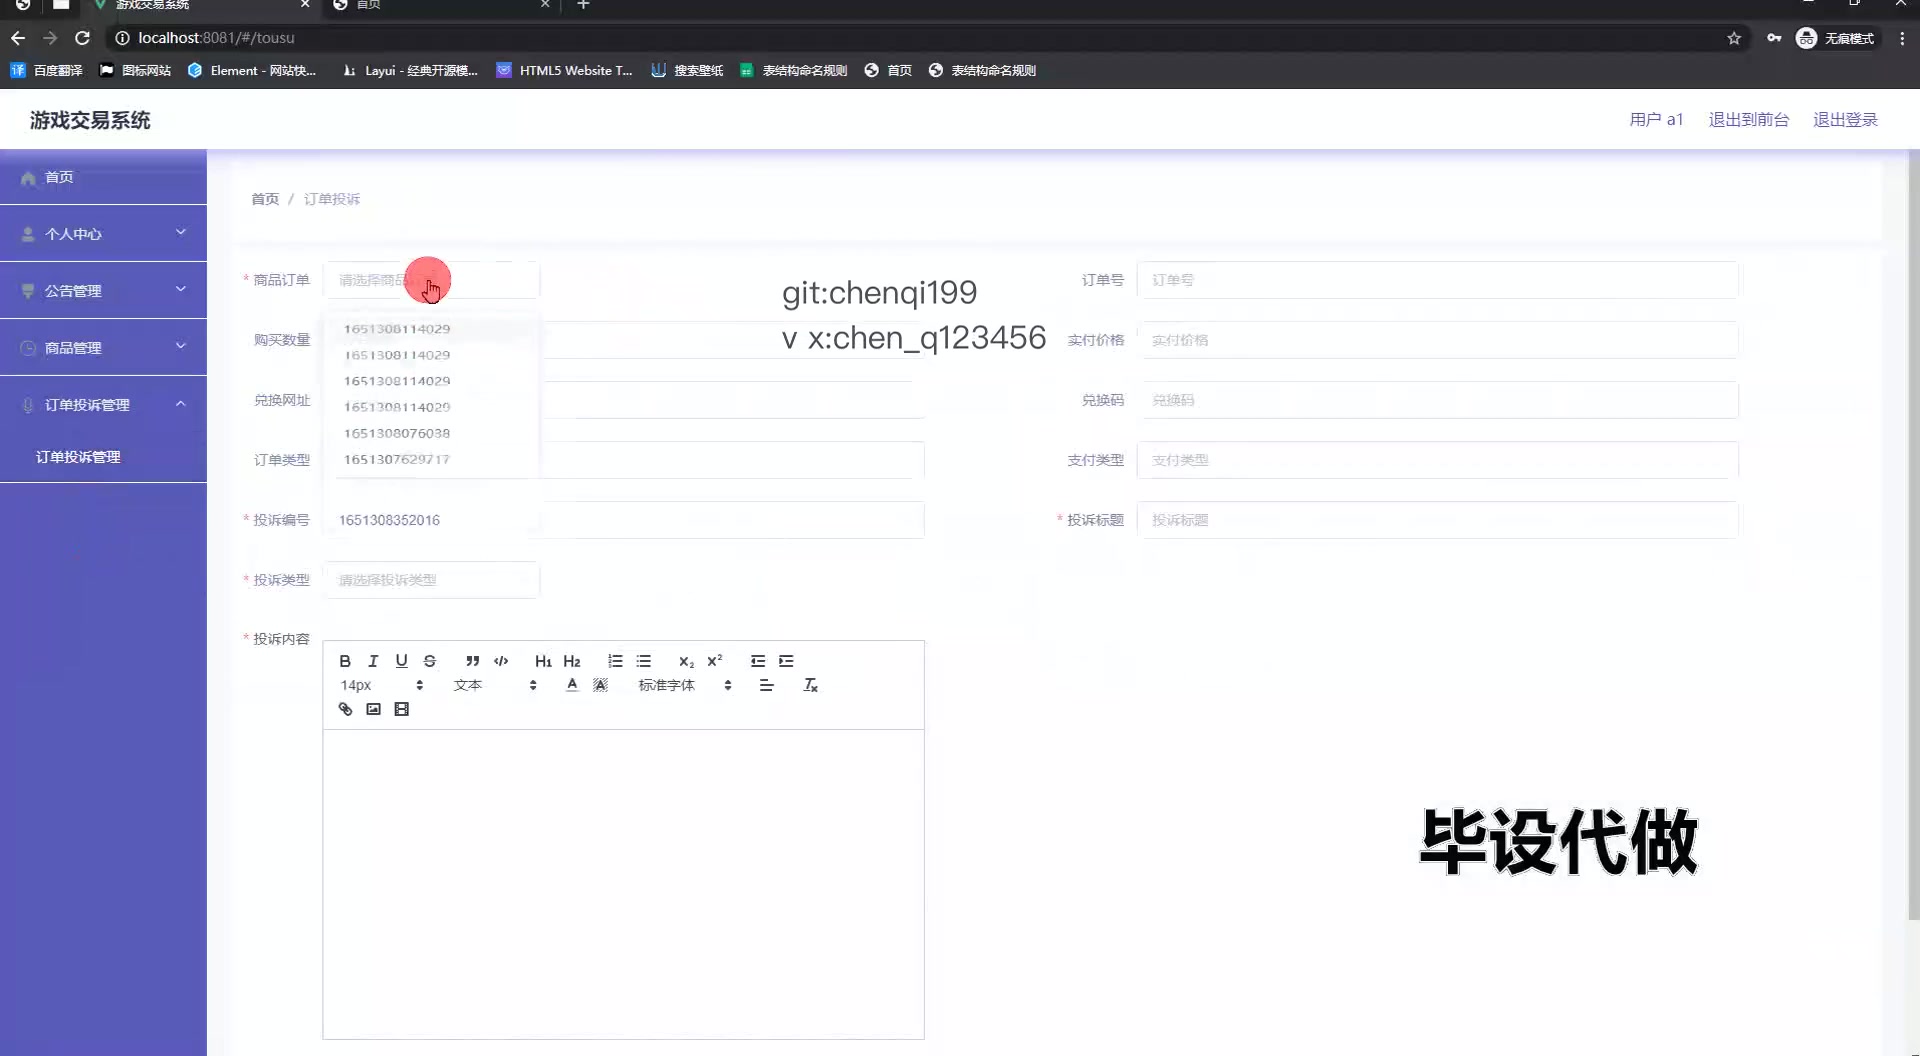 游戏交易系统
首页
localhost:8081/#/tousu
无痕模式
百度翻译
图标网站
Element - 网站快...
Layui - 经典开源模...
HTML5 Website T...
搜索壁纸
表结构命名规则
首页
表结构命名规则
游戏交易系统
用户 a1
退出到前台
退出登录
首页
个人中心
公告管理
商品管理
订单投诉管理
订单投诉管理
首页 / 订单投诉
* 商品订单
请选择商品
订单号
订单号
git:chenqi199
v x:chen_q123456
购买数量
1651308114029
1651308114029
1651308114029
1651308114029
1651308076038
1651307629717
实付价格
实付价格
兑换网址
兑换码
兑换码
订单类型
支付类型
支付类型
* 投诉编号
1651308352016
* 投诉标题
投诉标题
* 投诉类型
请选择投诉类型
* 投诉内容
14px
文本
标准字体
毕设代做